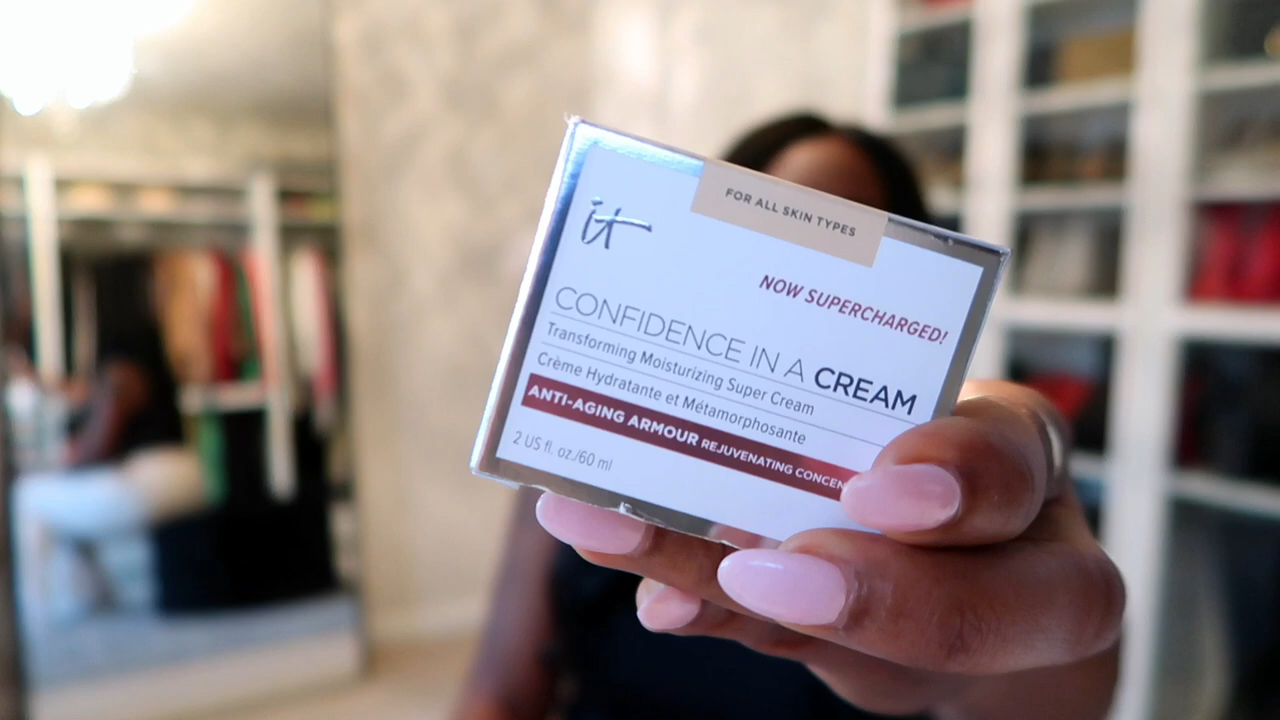 it
FOR ALL SKIN TYPES
NOW SUPERCHARGED!
CONFIDENCE IN A CREAM
Transforming Moisturizing Super Cream
Crème Hydratante et Métamorphosante
ANTI-AGING ARMOUR REJUVENATING
2 US fl. oz./60 ml